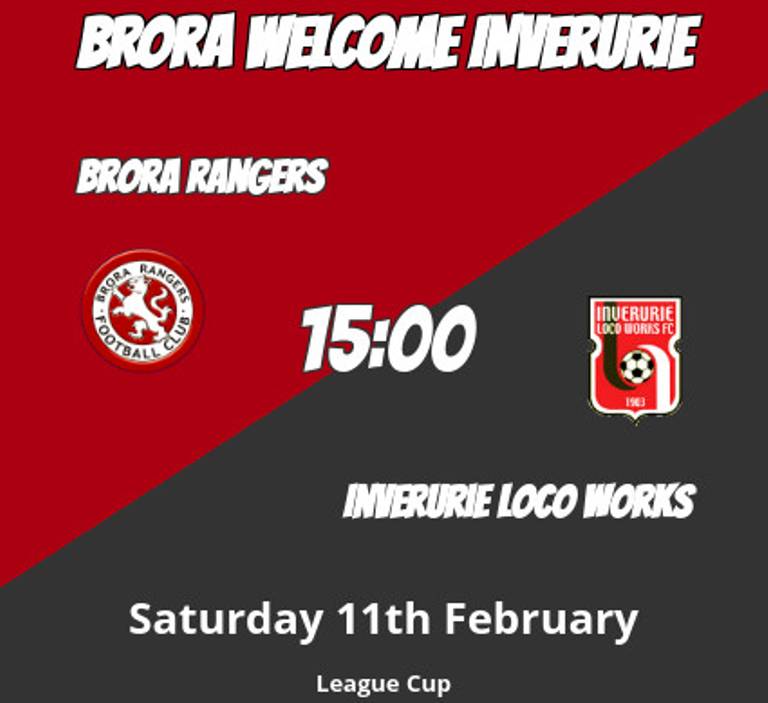 BRORA WELCOME INVERURIE
BRORA RANGERS
BRORA RANGERS
· FOOTBALL CLUB ·
15:00
INVERURIE
LOCO WORKS FC
1903
INVERURIE LOCO WORKS
Saturday 11th February
League Cup